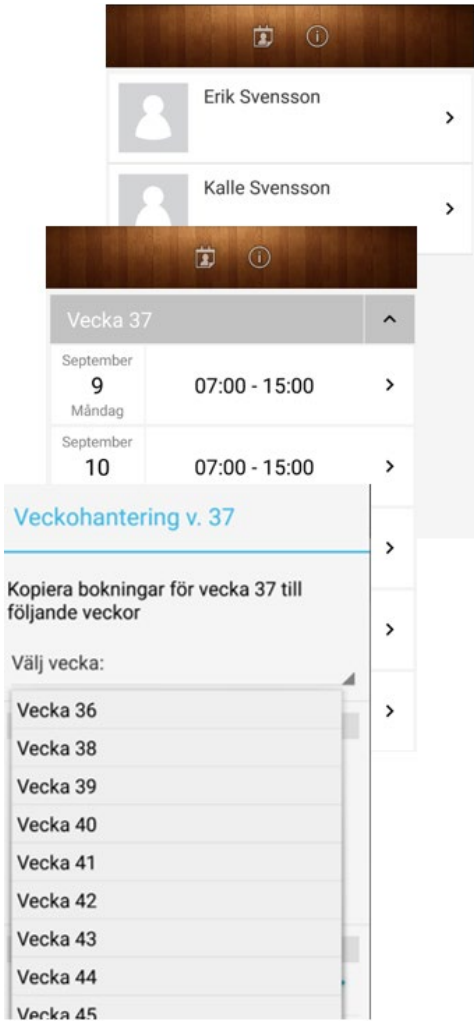 Erik Svensson
Kalle Svensson
Vecka 37
September
9
Måndag
07:00 - 15:00
September
10
07:00 - 15:00
Veckohantering v. 37
Kopiera bokningar för vecka 37 till
följande veckor
Välj vecka:
Vecka 36
Vecka 38
Vecka 39
Vecka 40
Vecka 41
Vecka 42
Vecka 43
Vecka 44
Vecka 45